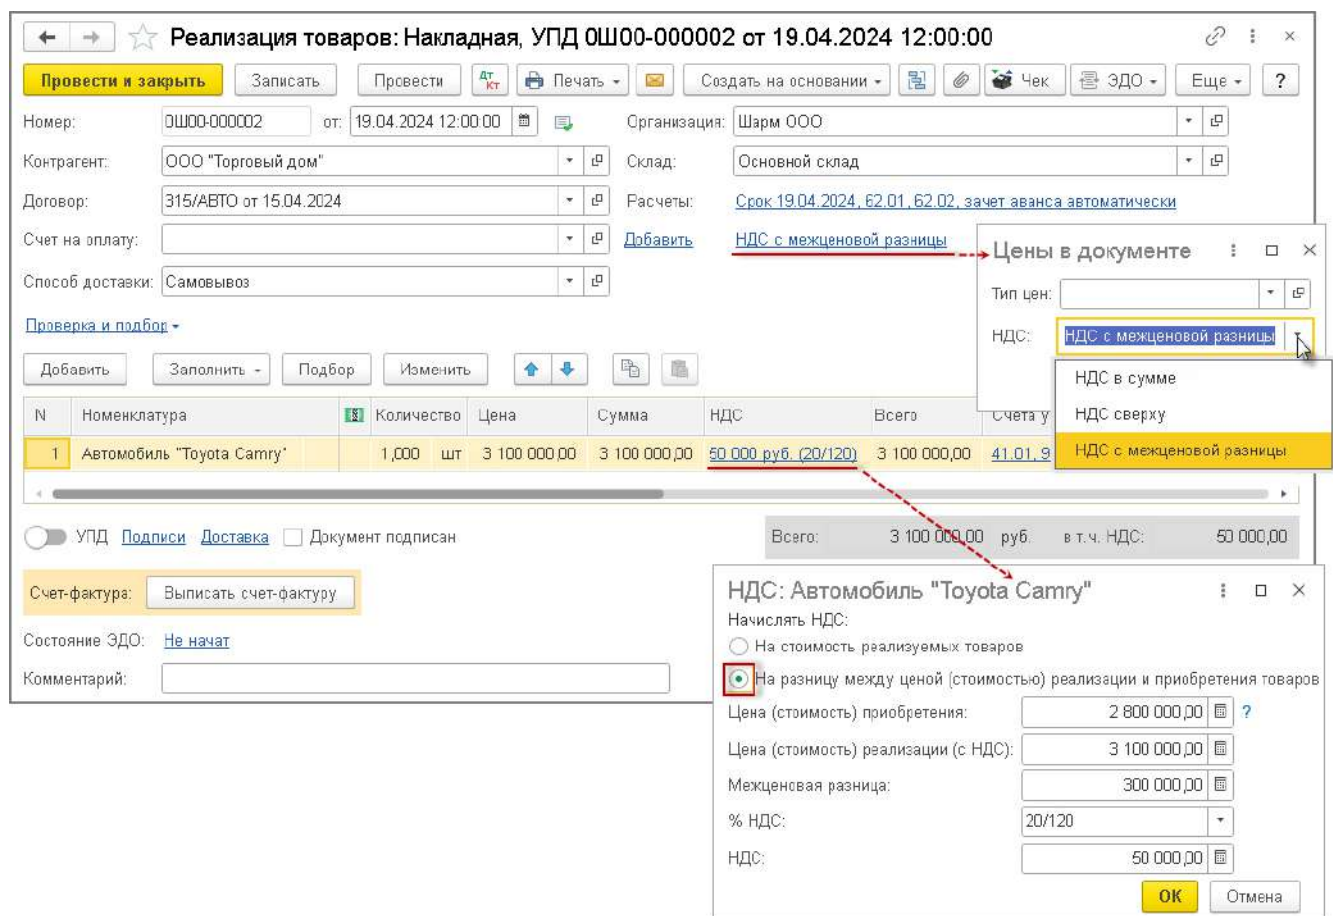 Реализация товаров: Накладная, УПД 0Ш00-000002 от 19.04.2024 12:00:00
Провести и закрыть Записать Провести Дт Кт Печать Создать на основании Чек ЭДО Еще ?
Номер: 0Ш00-000002 от: 19.04.2024 12:00:00 Организация: Шарм ООО
Контрагент: ООО "Торговый дом" Склад: Основной склад
Договор: 315/АВТО от 15.04.2024 Расчеты: Срок 19.04.2024, 62.01, 62.02, зачет аванса автоматически
Счет на оплату: Добавить НДС с межценовой разницы
Способ доставки: Самовывоз
Цены в документе
Тип цен:
НДС: НДС с межценовой разницы
НДС в сумме
НДС сверху
НДС с межценовой разницы
Проверка и подбор
Добавить Заполнить Подбор Изменить
N Номенклатура Количество Цена Сумма НДС Всего Счета у
1 Автомобиль "Toyota Camry" 1,000 шт 3 100 000,00 3 100 000,00 50 000 руб. (20/120) 3 100 000,00 41.01, 9
УПД Подписи Доставка Документ подписан Всего: 3 100 000,00 руб. в т.ч. НДС: 50 000,00
Счет-фактура: Выписать счет-фактуру
Состояние ЭДО: Не начат
Комментарий:
НДС: Автомобиль "Toyota Camry"
Начислять НДС:
На стоимость реализуемых товаров
На разницу между ценой (стоимостью) реализации и приобретения товаров
Цена (стоимость) приобретения: 2 800 000,00 ?
Цена (стоимость) реализации (с НДС): 3 100 000,00
Межценовая разница: 300 000,00
% НДС: 20/120
НДС: 50 000,00
ОК Отмена